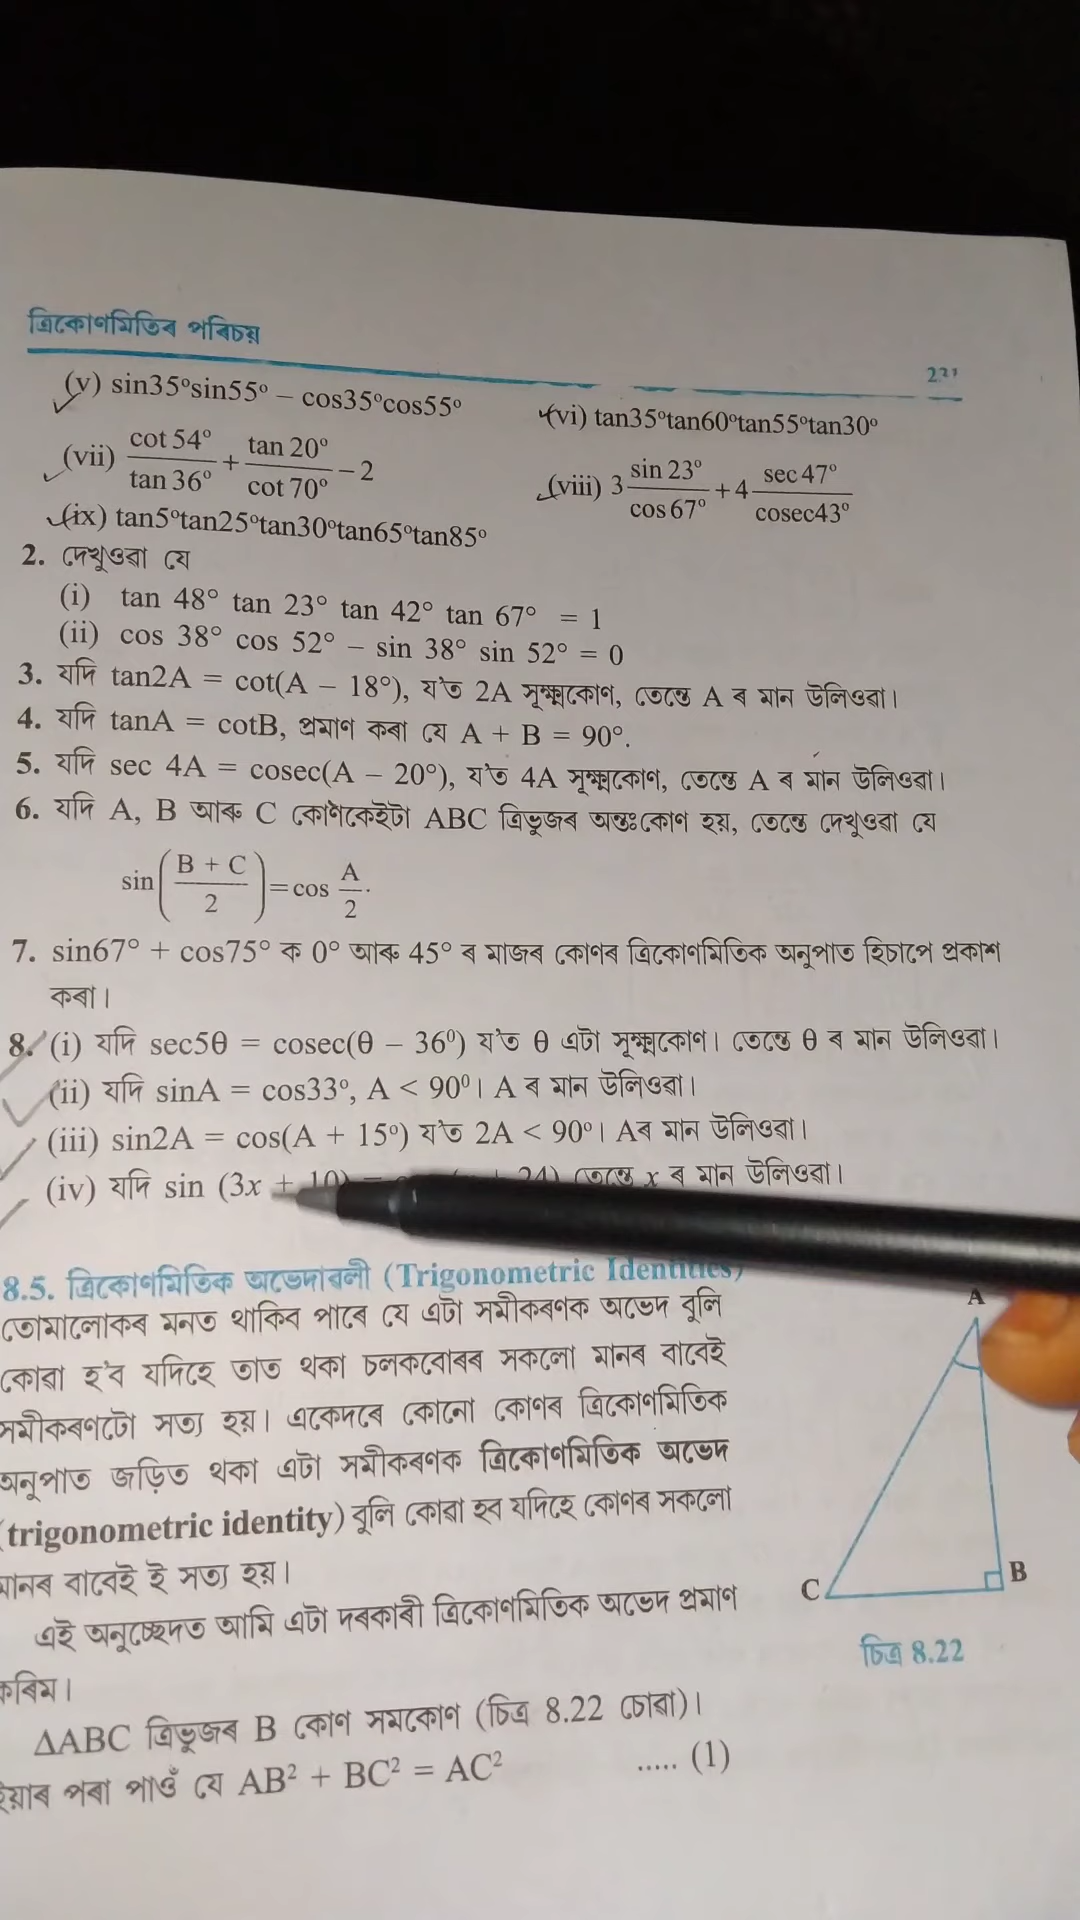 ত্ৰিকোণমিতিৰ পৰিচয়
(v) sin35°sin55° – cos35°cos55°
(vi) tan35°tan60°tan55°tan30°
(vii) cot 54°/tan 36° + tan 20°/cot 70° – 2
(viii) 3 sin 23°/cos 67° + 4 sec 47°/cosec43°
(ix) tan5°tan25°tan30°tan65°tan85°
2. দেখুওৱা যে
(i) tan 48° tan 23° tan 42° tan 67° = 1
(ii) cos 38° cos 52° – sin 38° sin 52° = 0
3. যদি tan2A = cot(A – 18°), য'ত 2A সূক্ষ্মকোণ, তেন্তে A ৰ মান উলিওৱা।
4. যদি tanA = cotB, প্ৰমাণ কৰা যে A + B = 90°.
5. যদি sec 4A = cosec(A – 20°), য'ত 4A সূক্ষ্মকোণ, তেন্তে A ৰ মান উলিওৱা।
6. যদি A, B আৰু C কোণকেইটা ABC ত্ৰিভুজৰ অন্তঃকোণ হয়, তেন্তে দেখুওৱা যে
sin(B + C/2) = cos A/2.
7. sin67° + cos75° ক 0° আৰু 45° ৰ মাজৰ কোণৰ ত্ৰিকোণমিতিক অনুপাত হিচাপে প্ৰকাশ
কৰা।
8. (i) যদি sec5θ = cosec(θ – 36⁰) য'ত θ এটা সূক্ষ্মকোণ। তেন্তে θ ৰ মান উলিওৱা।
(ii) যদি sinA = cos33°, A < 90⁰। A ৰ মান উলিওৱা।
(iii) sin2A = cos(A + 15°) য'ত 2A < 90°। Aৰ মান উলিওৱা।
(iv) যদি sin (3x + 10) = 24) তেন্তে x ৰ মান উলিওৱা।
8.5. ত্ৰিকোণমিতিক অভেদাৱলী (Trigonometric Identities)
তোমালোকৰ মনত থাকিব পাৰে যে এটা সমীকৰণক অভেদ বুলি
কোৱা হ'ব যদিহে তাত থকা চলকবোৰৰ সকলো মানৰ বাবেই
সমীকৰণটো সত্য হয়। একেদৰে কোনো কোণৰ ত্ৰিকোণমিতিক
অনুপাত জড়িত থকা এটা সমীকৰণক ত্ৰিকোণমিতিক অভেদ
(trigonometric identity) বুলি কোৱা হব যদিহে কোণৰ সকলো
মানৰ বাবেই ই সত্য হয়।
এই অনুচ্ছেদত আমি এটা দৰকাৰী ত্ৰিকোণমিতিক অভেদ প্ৰমাণ
কৰিম।
A
C
B
চিত্ৰ 8.22
ΔABC ত্ৰিভুজৰ B কোণ সমকোণ (চিত্ৰ 8.22 চোৱা)।
ইয়াৰ পৰা পাওঁ যে AB² + BC² = AC² ..... (1)